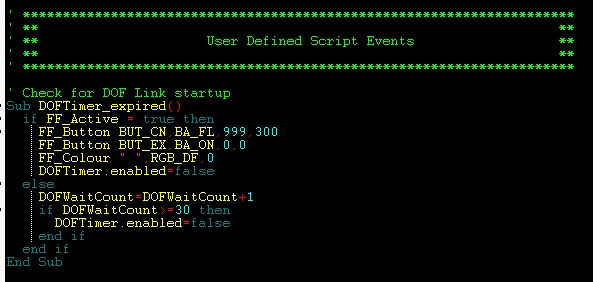 ' **********************************************************************
' **                                                                  **
' **                     User Defined Script Events                   **
' **                                                                  **
' **********************************************************************
' Check for DOF Link startup
Sub DOFTimer_expired()
  if FF_Active = true then
    FF_Button BUT_CN,BA_FL,999,300
    FF_Button BUT_EX,BA_ON,0,0
    FF_Colour " ",RGB_DF,0
    DOFTimer.enabled=false
  else
    DOFWaitCount=DOFWaitCount+1
    if DOFWaitCount>=30 then
      DOFTimer.enabled=false
    end if
  end if
End Sub